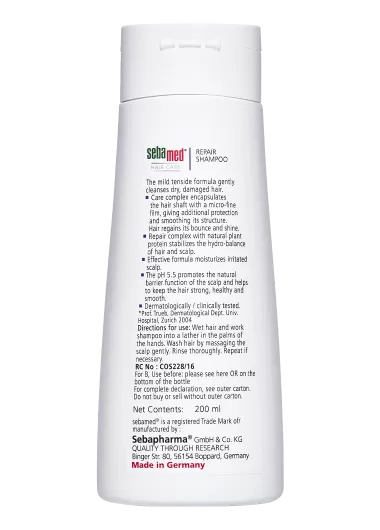 sebamed®
HAIR CARE
REPAIR
SHAMPOO
The mild tenside formula gently
cleanses dry, damaged hair.
▪ Care complex encapsulates
the hair shaft with a micro-fine
film, giving additional protection
and smoothing its structure.
Hair regains its bounce and shine.
▪ Repair complex with natural plant
protein stabilizes the hydro-balance
of hair and scalp.
▪ Effective formula moisturizes irritated
scalp.
▪ The pH 5.5 promotes the natural
barrier function of the scalp and helps
to keep the hair strong, healthy and
smooth.
▪ Dermatologically / clinically tested.
*Prof. Trueb, Dermatological Dept. Univ.
Hospital, Zurich 2004
Directions for use: Wet hair and work
shampoo into a lather in the palms of
the hands. Wash hair by massaging the
scalp gently. Rinse thoroughly. Repeat if
necessary.
RC No : COS228/16
For B, Use before: please see here OR on the
bottom of the bottle
For complete declaration, see outer carton.
Do not buy or sell without outer carton.
Net Contents: 200 ml
sebamed® is a registered Trade Mark of/
manufactured by :
Sebapharma® GmbH & Co. KG
QUALITY THROUGH RESEARCH
Binger Str. 80, 56154 Boppard, Germany
Made in Germany